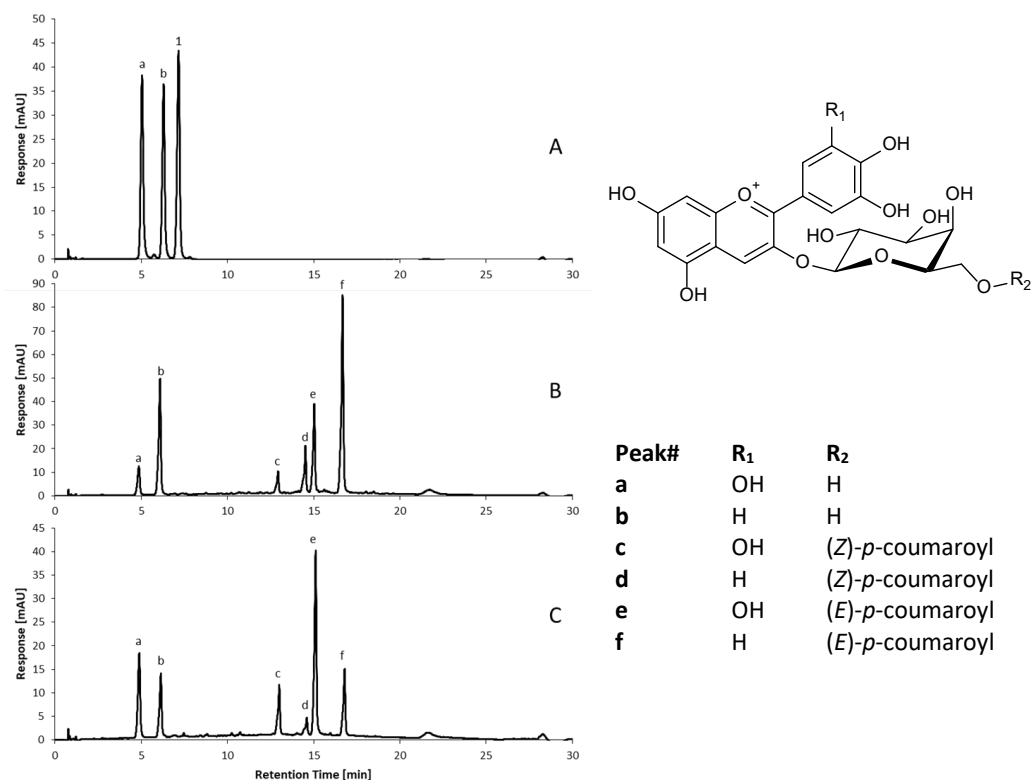 50
45
40
35
30
25
20
15
10
5
0
Response [mAU]
a
b
1
A
0 5 10 15 20 25 30
90
80
70
60
50
40
30
20
10
0
Response [mAU]
a
b
c
d
e
f
B
0 5 10 15 20 25 30
45
40
35
30
25
20
15
10
5
0
Response [mAU]
a
b
c
d
e
f
C
0 5 10 15 20 25 30
Retention Time [min]
R₁
OH
HO
O⁺
OH
OH
OH
HO
O
O
OH
O
R₂
Peak# R₁ R₂
a OH H
b H H
c OH (Z)-p-coumaroyl
d H (Z)-p-coumaroyl
e OH (E)-p-coumaroyl
f H (E)-p-coumaroyl